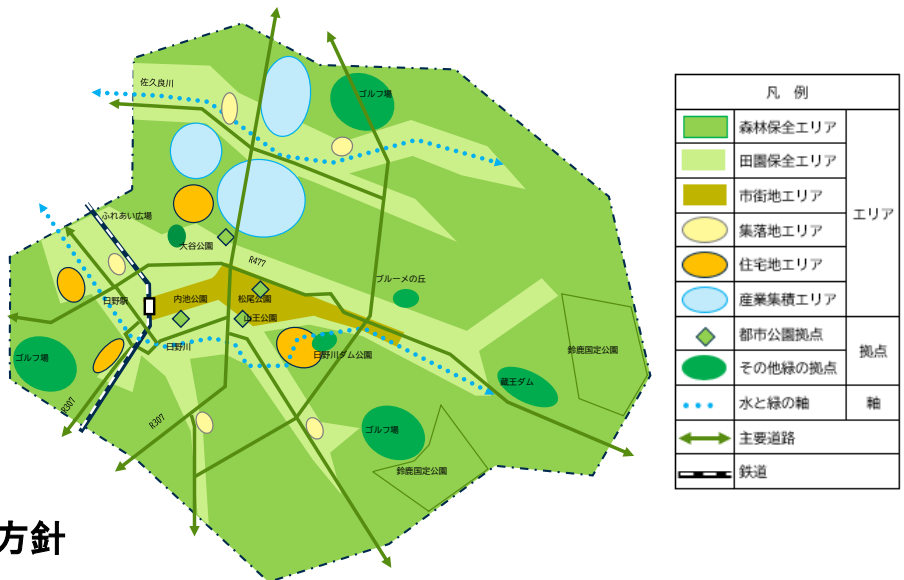 佐久良川
ゴルフ場
ふれあい広場
大谷公園
R477
ブルーメの丘
日野駅
内池公園
松尾公園
山王公園
日野川
日野川ダム公園
鈴鹿国定公園
ゴルフ場
蔵王ダム
R307
R307
ゴルフ場
鈴鹿国定公園
方針
凡 例
森林保全エリア
田園保全エリア
市街地エリア
集落地エリア
住宅地エリア
産業集積エリア
エリア
都市公園拠点
その他緑の拠点
拠点
水と緑の軸
軸
主要道路
鉄道